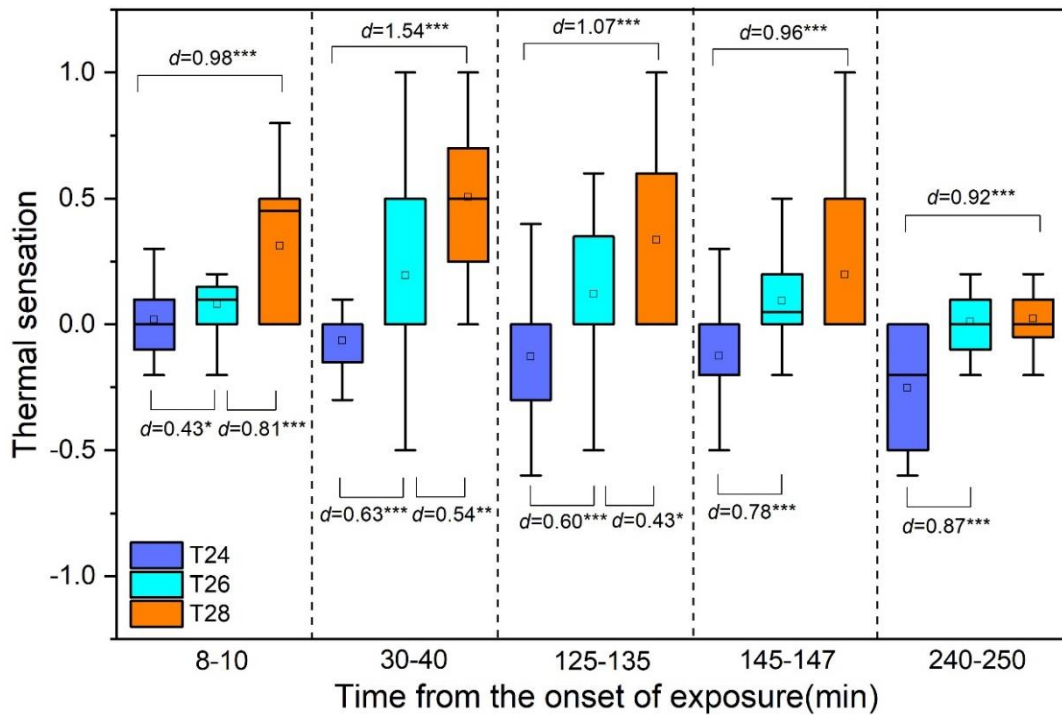 d=1.54***
d=1.07***
d=0.96***
d=0.98***
d=0.92***
1.0
0.5
0.0
-0.5
-1.0
Thermal sensation
d=0.43*
d=0.81***
d=0.63***
d=0.54**
d=0.60***
d=0.43*
d=0.78***
d=0.87***
T24
T26
T28
8-10
30-40
125-135
145-147
240-250
Time from the onset of exposure(min)